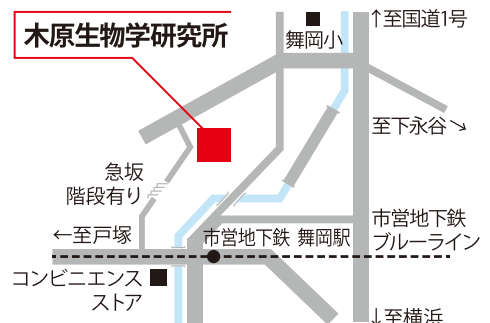 ↑至国道1号
木原生物学研究所
舞岡小
至下永谷↘
急坂
階段有り
市営地下鉄
ブルーライン
←至戸塚
市営地下鉄 舞岡駅
コンビニエンス
ストア
↓至横浜